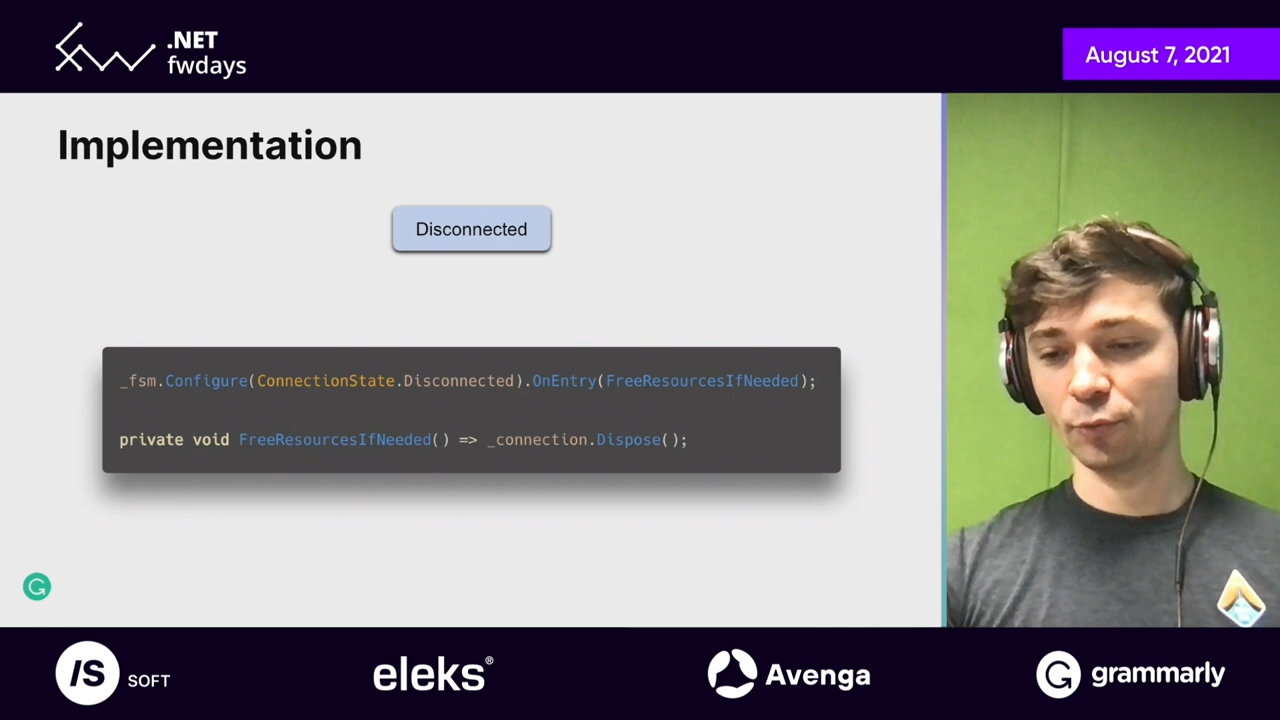 .NET
fwdays
August 7, 2021
Implementation
Disconnected
_fsm.Configure(ConnectionState.Disconnected).OnEntry(FreeResourcesIfNeeded);
private void FreeResourcesIfNeeded() => _connection.Dispose();
G
IS SOFT
eleks®
Avenga
G grammarly